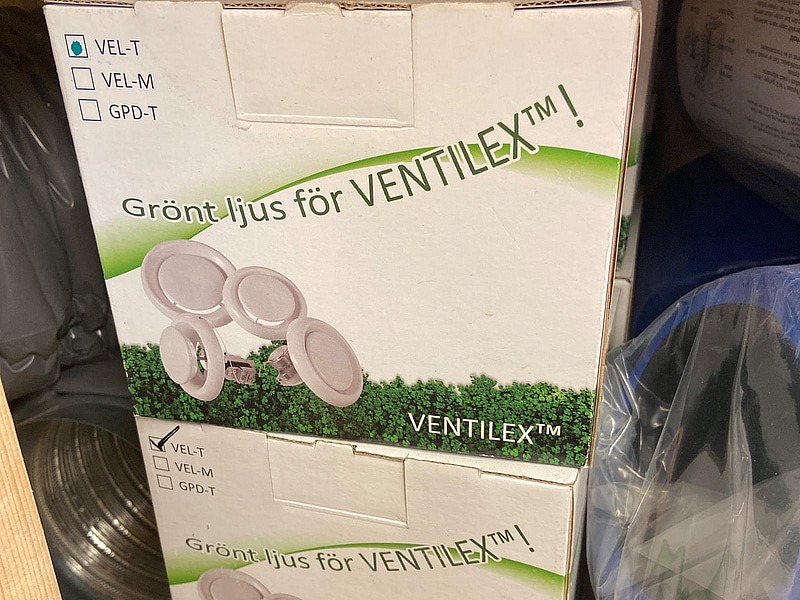 VEL-T
VEL-M
GPD-T
Grönt ljus för VENTILEX™!
VENTILEX™
VEL-T
VEL-M
GPD-T
Grönt ljus för VENTILEX™!